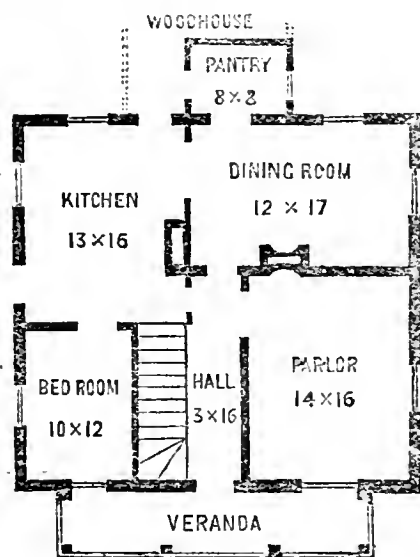 WOODHOUSE
PANTRY
8×8
DINING ROOM
12 × 17
KITCHEN
13×16
BED ROOM
10×12
HALL
3×16
PARLOR
14×16
VERANDA